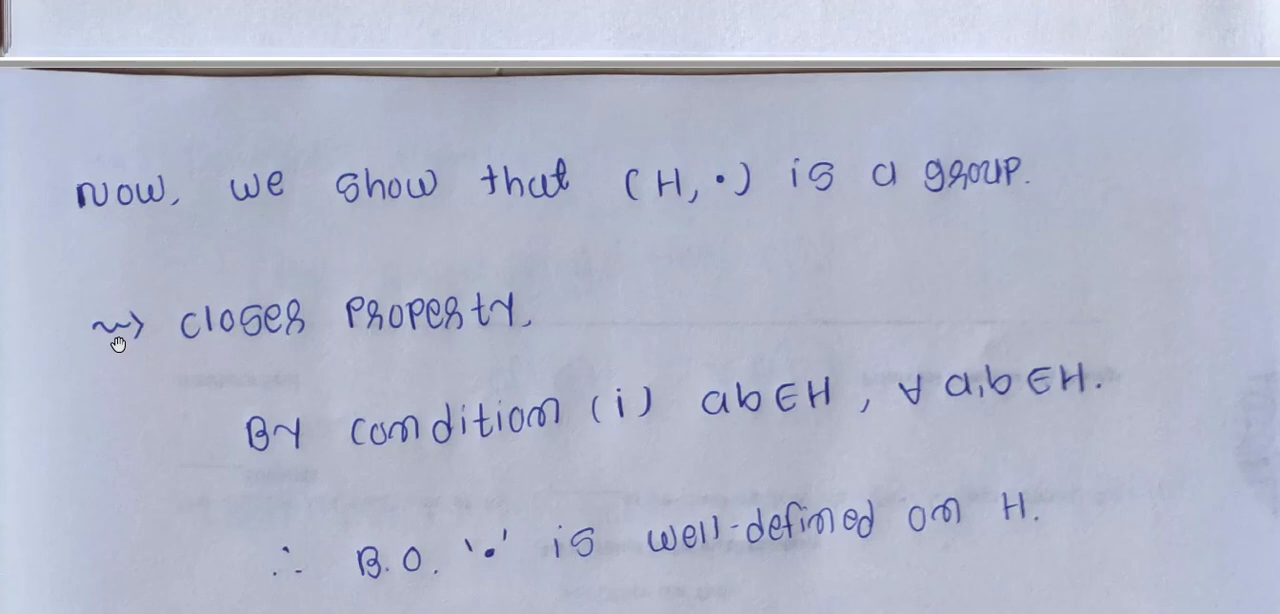 Now, we show that (H, •) is a group.
⇝ closer property.
By condition (i) ab ∈ H, ∀ a,b ∈ H.
∴ B.O. '•' is well-defined on H.